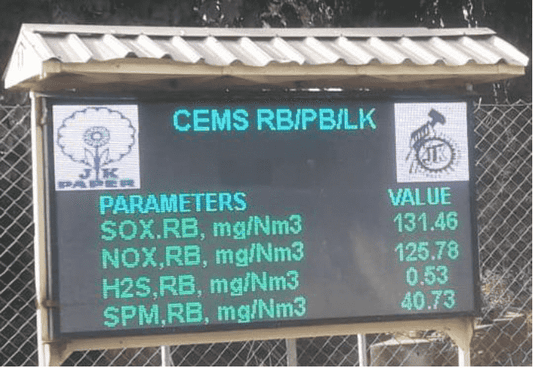 CEMS RB/PB/LK
JK
PAPER
JK
PARAMETERS VALUE
SOX.RB, mg/Nm3 131.46
NOX,RB, mg/Nm3 125.78
H2S,RB, mg/Nm3 0.53
SPM,RB, mg/Nm3 40.73